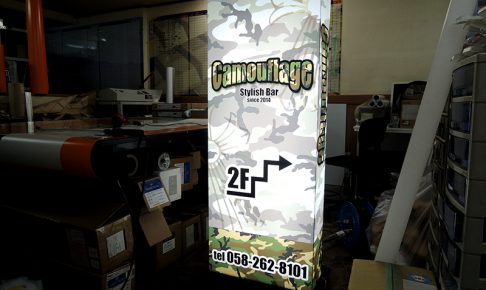 Camouflage
Stylish Bar
since 2014
2F
tel 058-262-8101